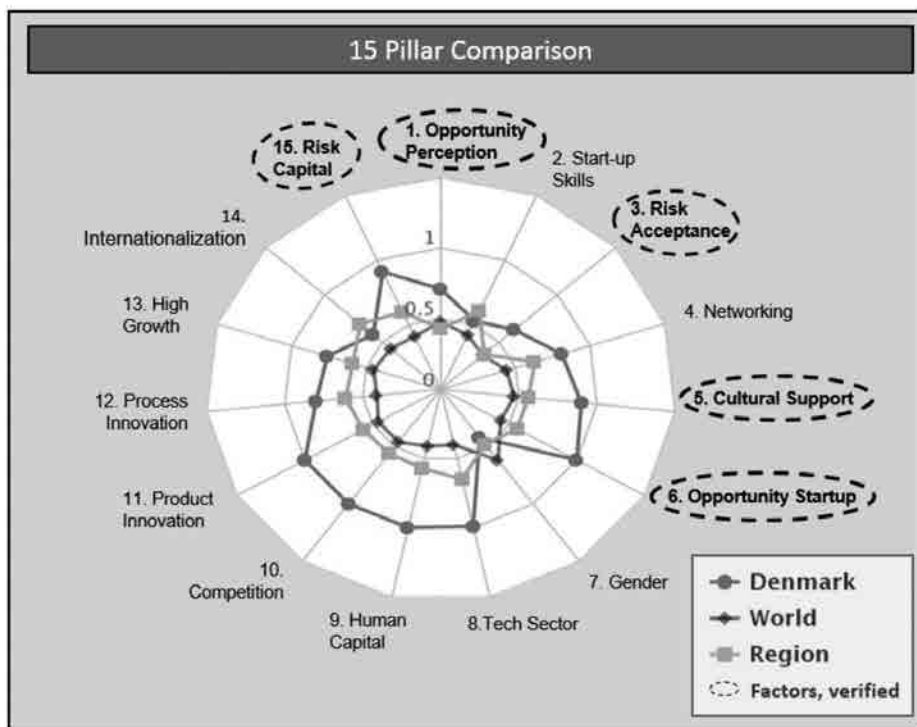 15 Pillar Comparison
1. Opportunity
Perception
2. Start-up
Skills
3. Risk
Acceptance
4. Networking
5. Cultural Support
6. Opportunity Startup
7. Gender
8.Tech Sector
9. Human
Capital
10.
Competition
11. Product
Innovation
12. Process
Innovation
13. High
Growth
14.
Internationalization
15. Risk
Capital
1
0,5
0
Denmark
World
Region
Factors, verified